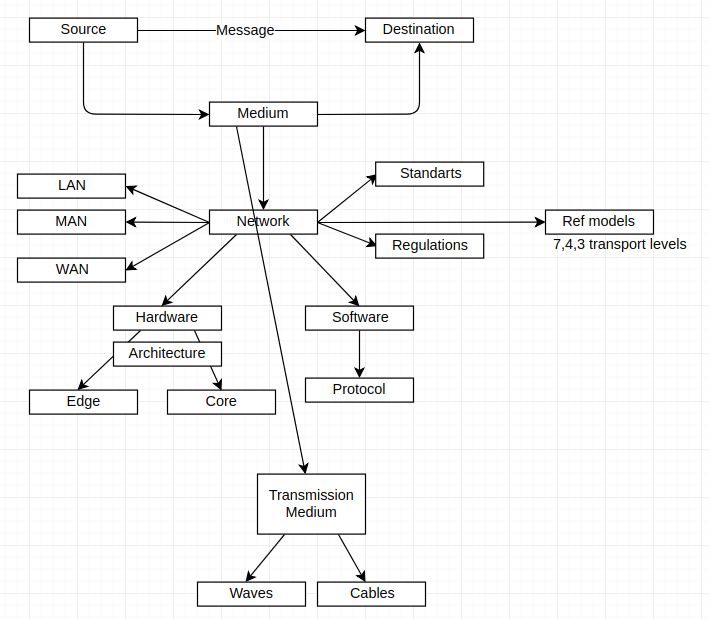 Source
Message
Destination
Medium
Standarts
LAN
MAN
Network
Ref models
7,4,3 transport levels
Regulations
WAN
Hardware
Software
Architecture
Protocol
Edge
Core
Transmission
Medium
Waves
Cables